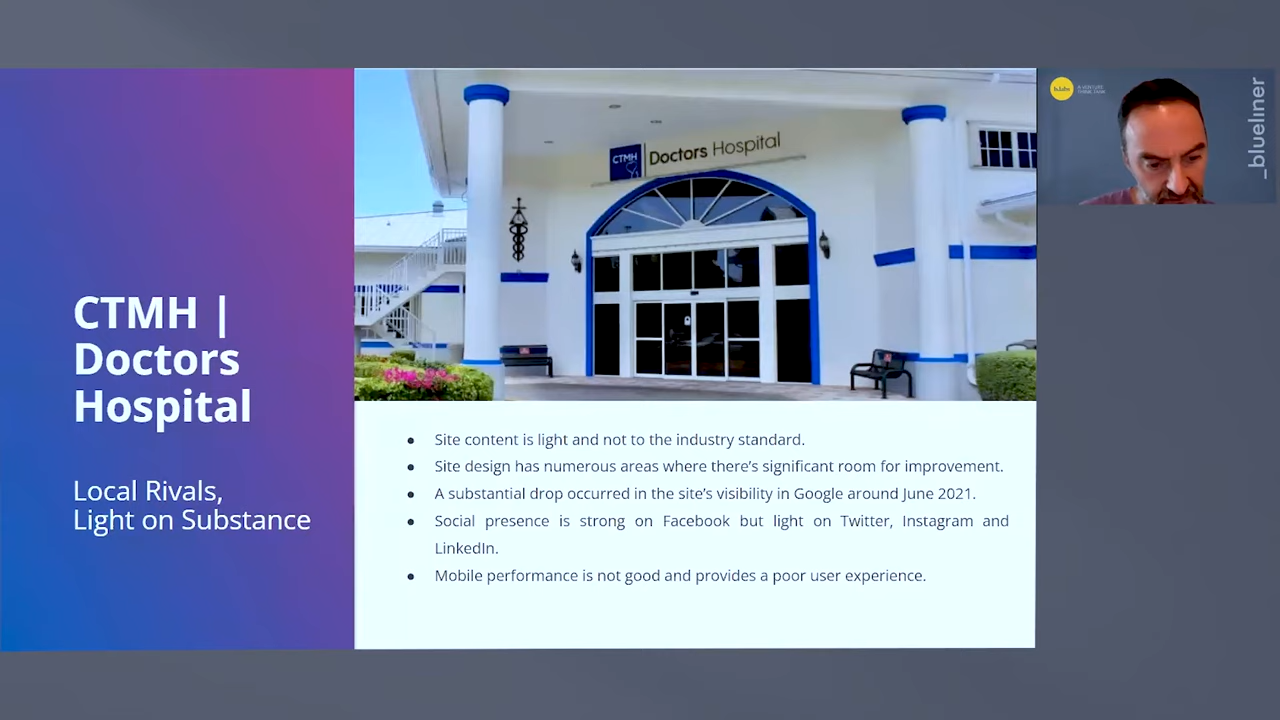 CTMH |
Doctors
Hospital
Local Rivals,
Light on Substance
CTMH
Doctors Hospital
● Site content is light and not to the industry standard.
● Site design has numerous areas where there's significant room for improvement.
● A substantial drop occurred in the site's visibility in Google around June 2021.
● Social presence is strong on Facebook but light on Twitter, Instagram and
LinkedIn.
● Mobile performance is not good and provides a poor user experience.
_blueliner